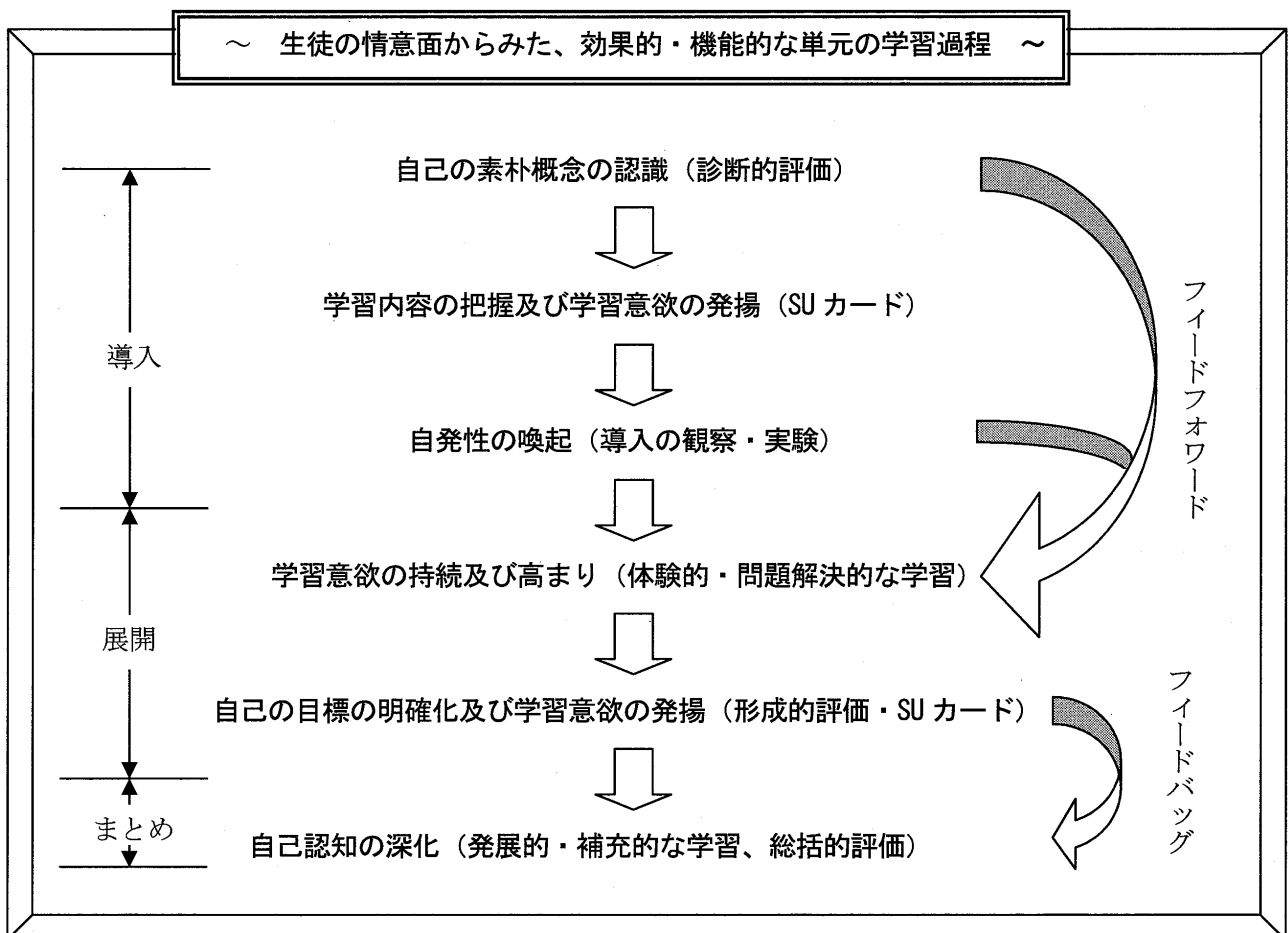 ～ 生徒の情意面からみた、効果的・機能的な単元の学習過程 ～
自己の素朴概念の認識（診断的評価）
学習内容の把握及び学習意欲の発揚（SU カード）
導入
自発性の喚起（導入の観察・実験）
フィードフォワード
学習意欲の持続及び高まり（体験的・問題解決的な学習）
展開
自己の目標の明確化及び学習意欲の発揚（形成的評価・SU カード）
フィードバッグ
まとめ
自己認知の深化（発展的・補充的な学習、総括的評価）